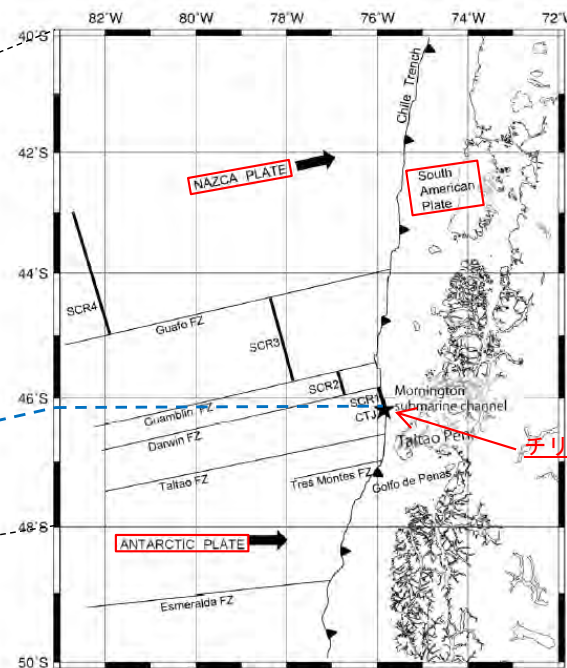 82°W 80°W 78°W 76°W 74°W 72°W
40°S
Chile Trench
42°S
NAZCA PLATE
South
American
Plate
44°S
SCR4
Guafo FZ
SCR3
46°S
SCR2
SCR1
Mornington
submarine channel
Guamblin FZ
CTJ
Darwin FZ
Taltao Pen
チリ
Taltao FZ
Tres Montes FZ
Golfo de Penas
48°S
ANTARCTIC PLATE
Esmeralda FZ
50°S